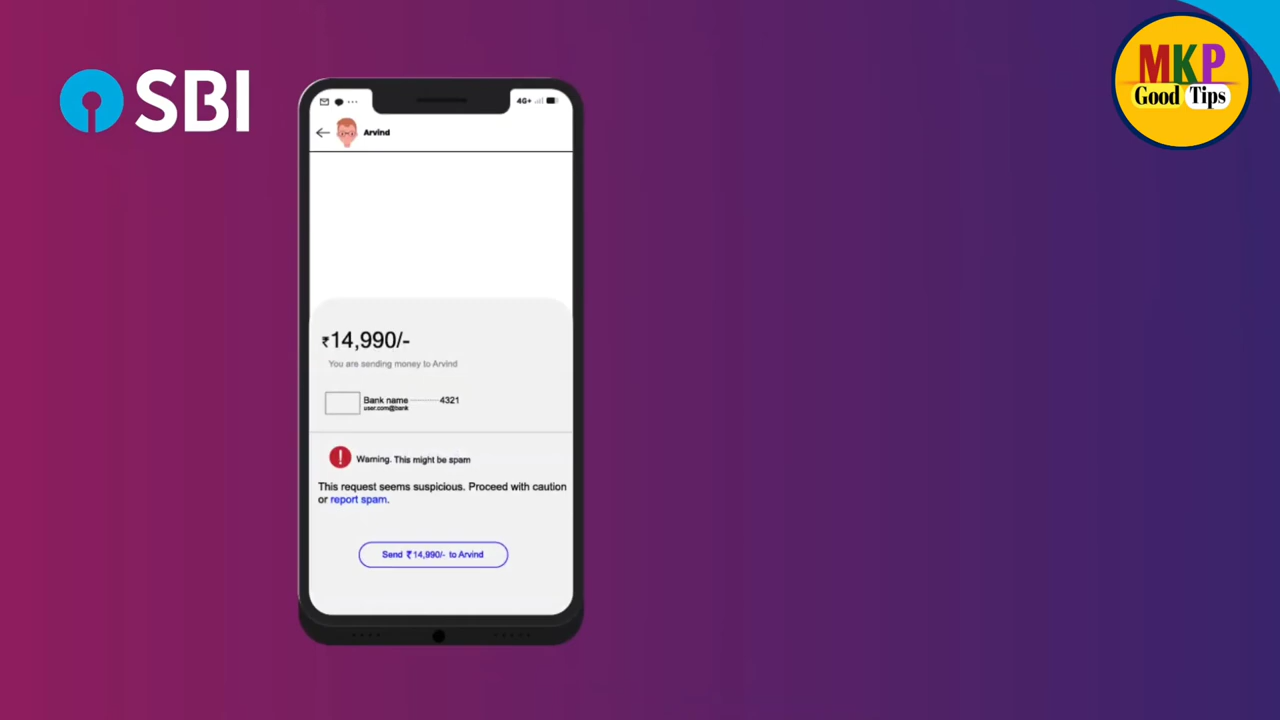 SBI
MKP
Good Tips
4G+
Arvind
₹14,990/-
You are sending money to Arvind
Bank name 4321
user.com@bank
Warning. This might be spam
This request seems suspicious. Proceed with caution
or report spam.
Send ₹14,990/- to Arvind